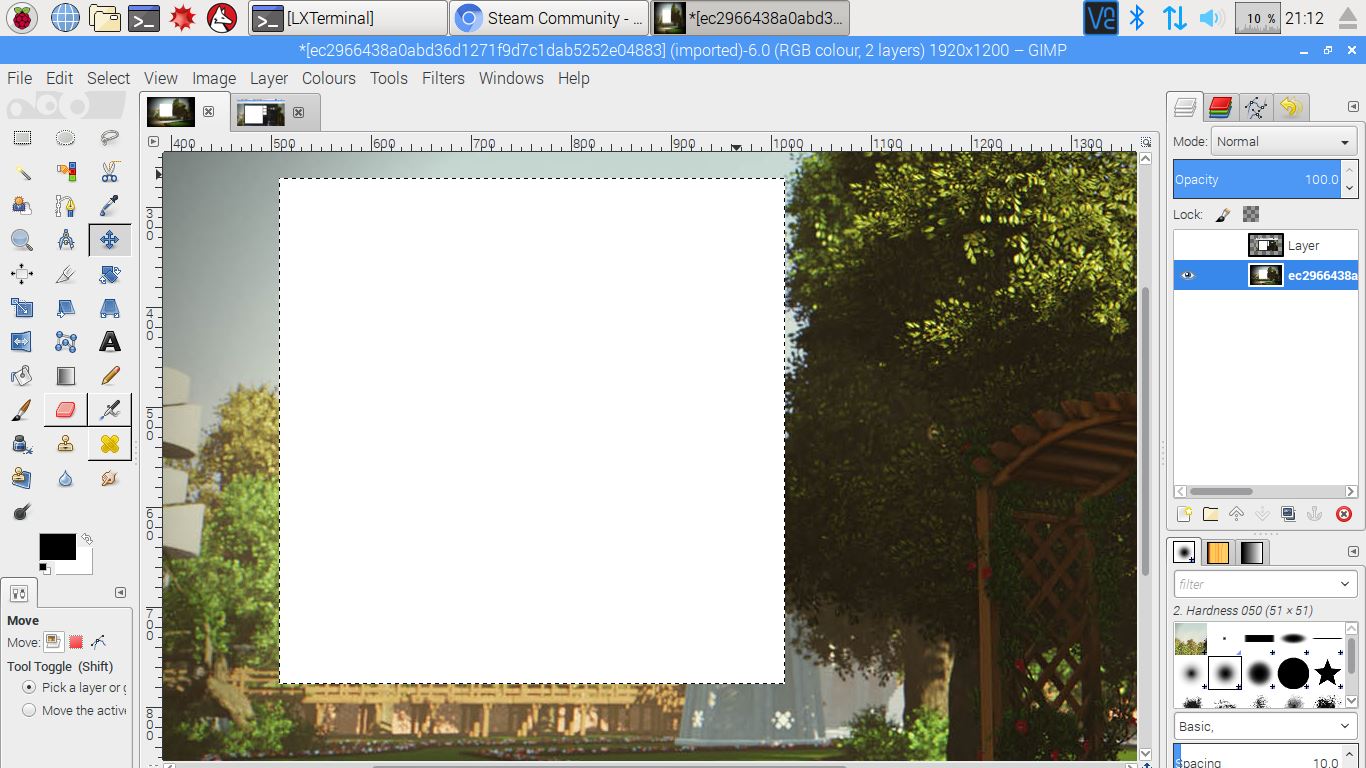 [LXTerminal]
Steam Community - ...
*[ec2966438a0abd3...
10 %
21:12
*[ec2966438a0abd36d1271f9d7c1dab5252e04883] (imported)-6.0 (RGB colour, 2 layers) 1920x1200 – GIMP
File Edit Select View Image Layer Colours Tools Filters Windows Help
400 500 600 700 800 900 1000 1100 1200 1300
300
400
500
600
700
800
Mode: Normal
Opacity 100.0
Lock:
Layer
ec2966438a
filter
2. Hardness 050 (51 × 51)
Basic,
Spacing 10.0
Move
Move:
Tool Toggle (Shift)
Pick a layer or g
Move the active